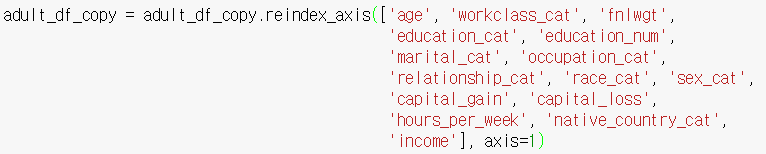 adult_df_copy = adult_df_copy.reindex_axis(['age', 'workclass_cat', 'fnlwgt',
'education_cat', 'education_num',
'marital_cat', 'occupation_cat',
'relationship_cat', 'race_cat', 'sex_cat',
'capital_gain', 'capital_loss',
'hours_per_week', 'native_country_cat',
'income'], axis=1)